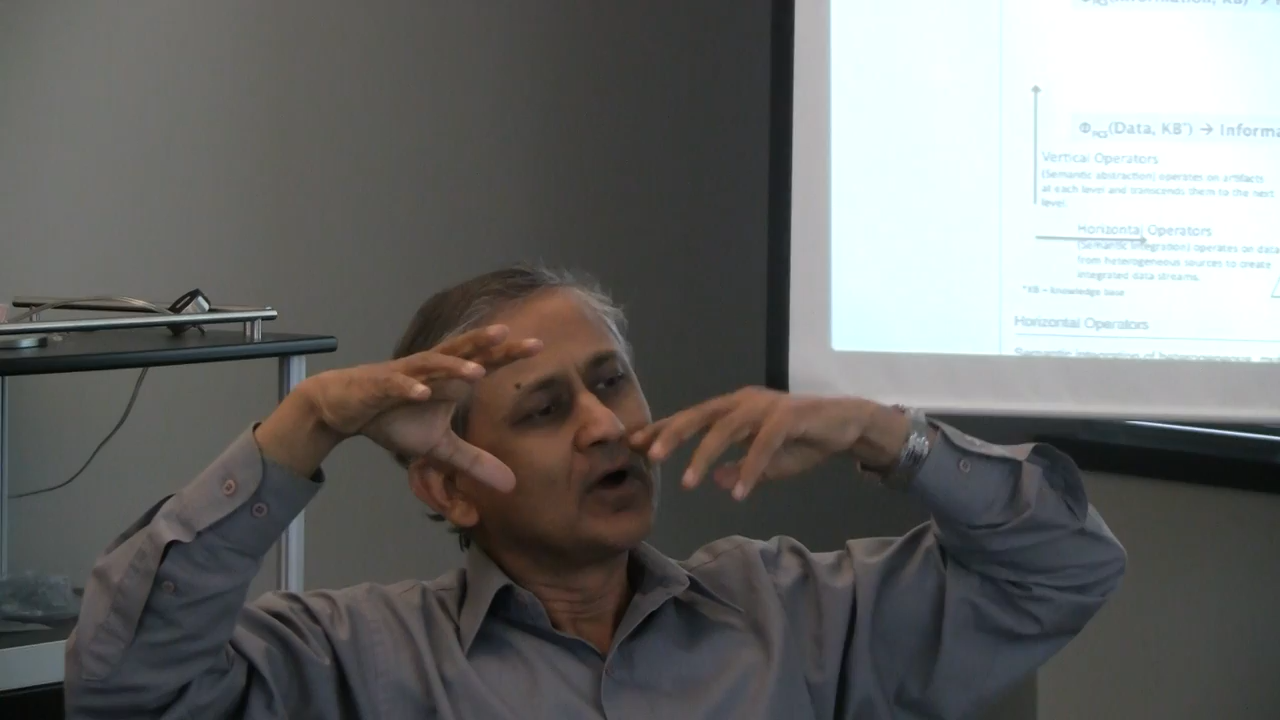 (Data, KB*) → Informa
Vertical Operators
(Semantic abstraction) operates on artifacts
at each level and transcends them to the next
level.
Horizontal Operators
(Semantic Integration) operates on data
from heterogeneous sources to create
integrated data streams.
*KB - knowledge base
Horizontal Operators